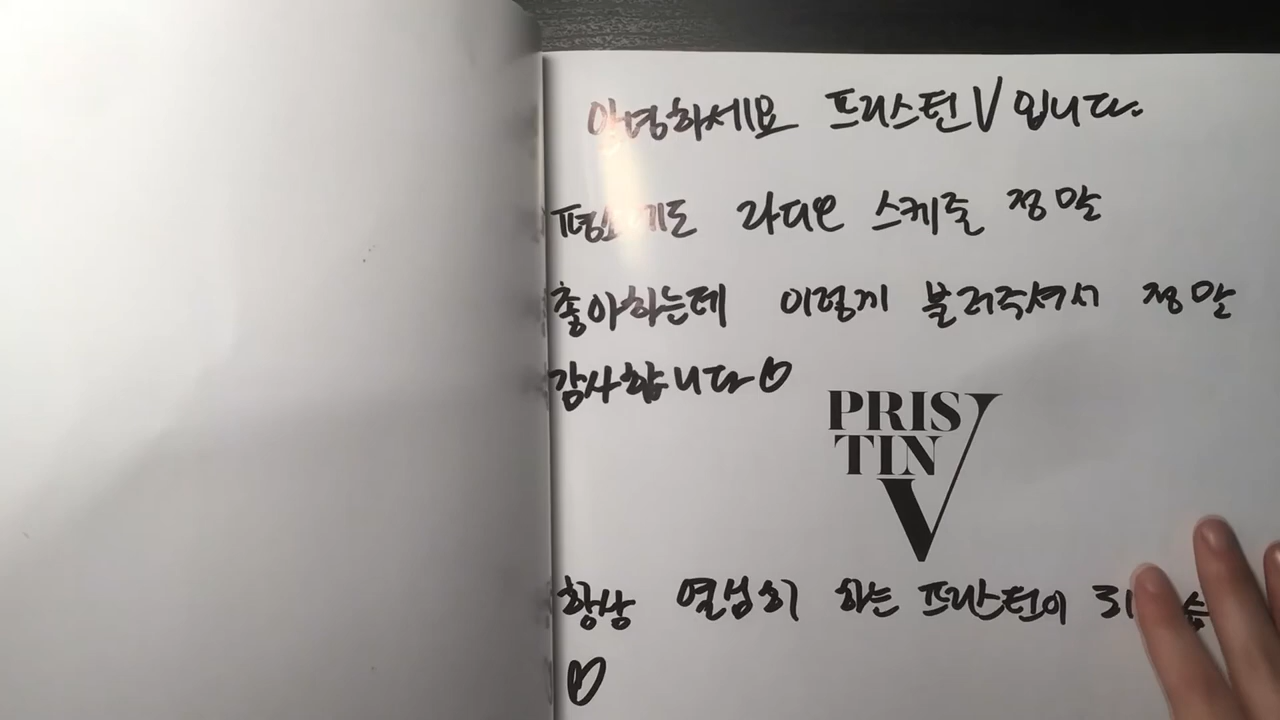 안녕하세요 프리스틴V입니다.
평소에도 라디오 스케줄 정말
좋아하는데 이렇게 불러주셔서 정말
감사합니다♡
PRIS
TIN
V
항상 열심히 하는 프리스틴이
♡